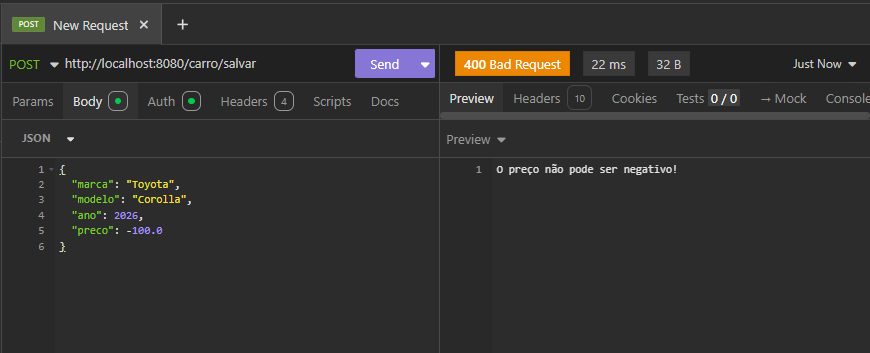 POST New Request × +
POST http://localhost:8080/carro/salvar Send
400 Bad Request 22 ms 32 B Just Now
Params Body Auth Headers 4 Scripts Docs
Preview Headers 10 Cookies Tests 0 / 0 → Mock Console
JSON
Preview
1 {
2 "marca": "Toyota",
3 "modelo": "Corolla",
4 "ano": 2026,
5 "preco": -100.0
6 }
1 O preço não pode ser negativo!